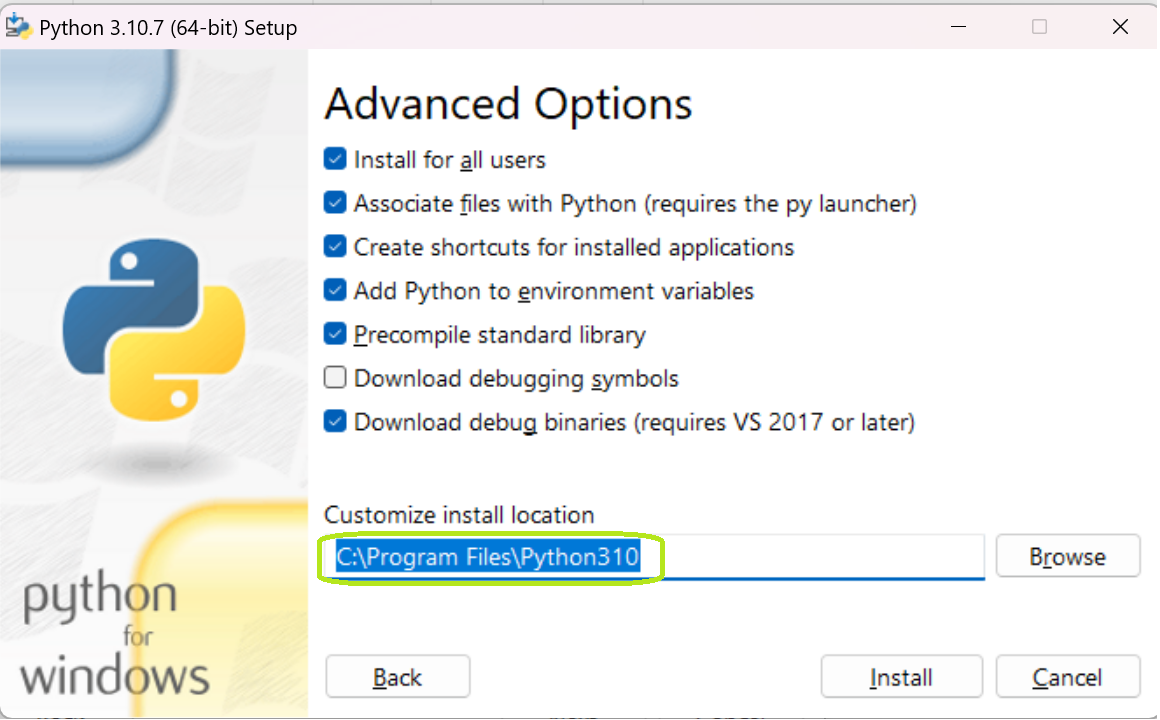 Python 3.10.7 (64-bit) Setup
Advanced Options
Install for all users
Associate files with Python (requires the py launcher)
Create shortcuts for installed applications
Add Python to environment variables
Precompile standard library
Download debugging symbols
Download debug binaries (requires VS 2017 or later)
Customize install location
C:\Program Files\Python310
Browse
python
for
windows
Back
Install
Cancel